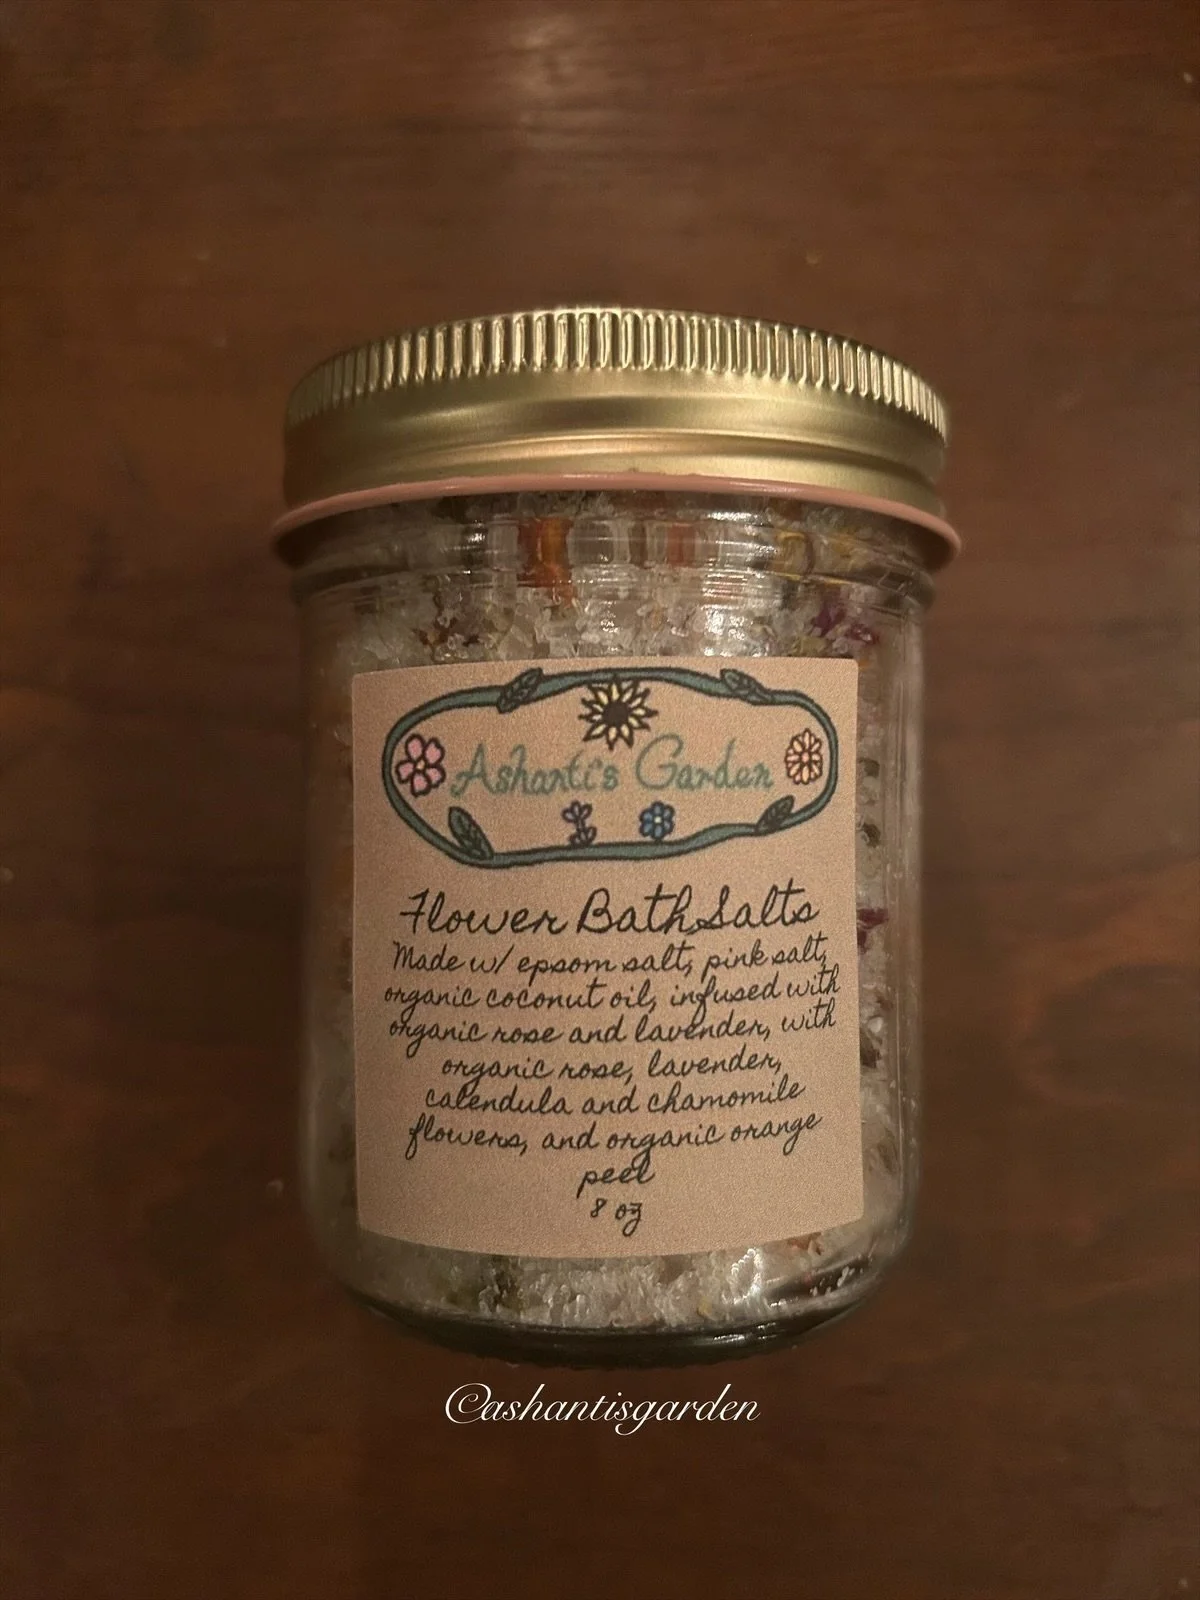 Ashanti's Garden
Flower Bath Salts
Made w/ epsom salt, pink salt,
organic coconut oil, infused with
organic rose and lavender, with
organic rose, lavender,
calendula and chamomile
flowers, and organic orange
peel
8 oz
@ashantisgarden